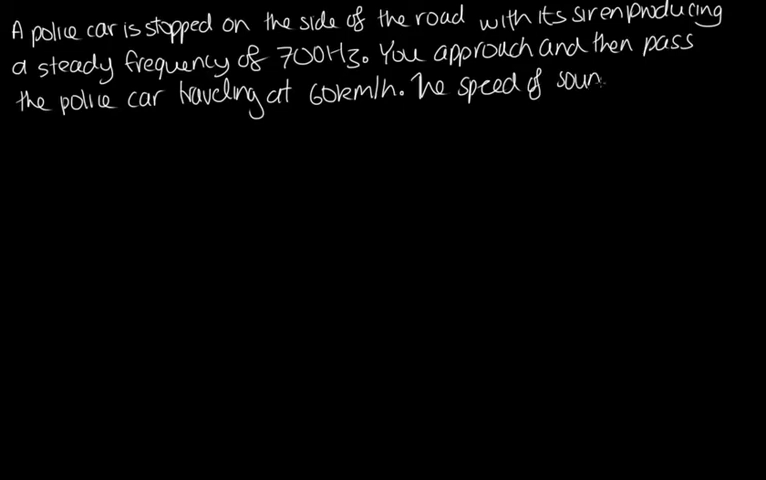 A police car is stopped on the side of the road with its siren producing
a steady frequency of 700Hz. You approach and then pass
the police car traveling at 60km/h. The speed of soun